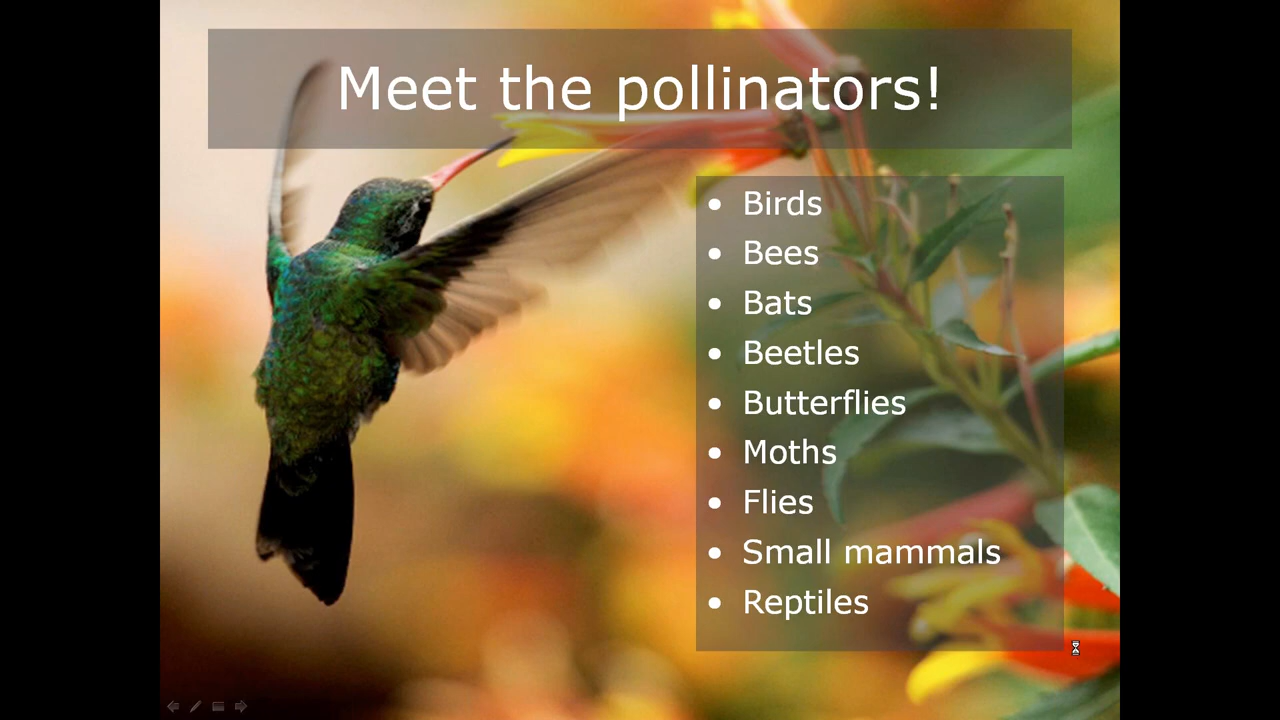 Meet the pollinators!
• Birds
• Bees
• Bats
• Beetles
• Butterflies
• Moths
• Flies
• Small mammals
• Reptiles